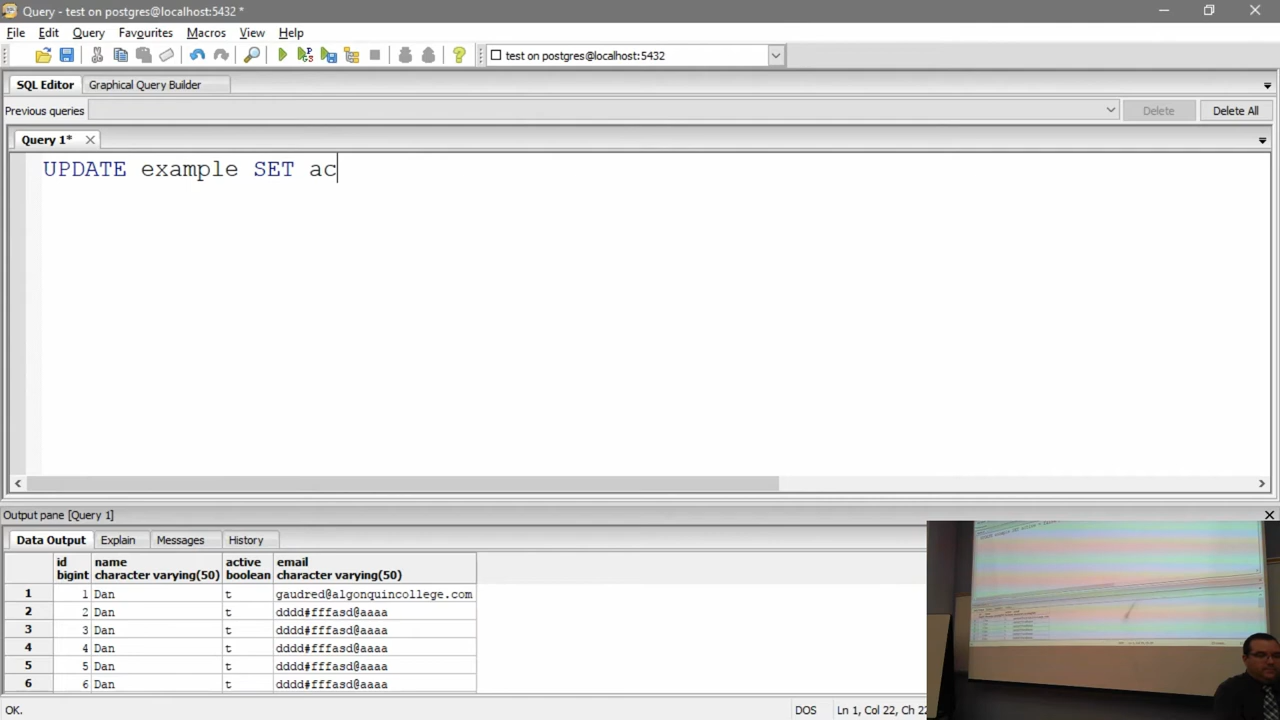 Query - test on postgres@localhost:5432 *
File Edit Query Favourites Macros View Help
test on postgres@localhost:5432
SQL Editor Graphical Query Builder
Previous queries Delete Delete All
Query 1*
UPDATE example SET ac
Output pane [Query 1]
Data Output Explain Messages History
id name active email
bigint character varying(50) boolean character varying(50)
1 1 Dan t gaudred@algonquincollege.com
2 2 Dan t dddd#fffasd@aaaa
3 3 Dan t dddd#fffasd@aaaa
4 4 Dan t dddd#fffasd@aaaa
5 5 Dan t dddd#fffasd@aaaa
6 6 Dan t dddd#fffasd@aaaa
OK. DOS Ln 1, Col 22, Ch 22